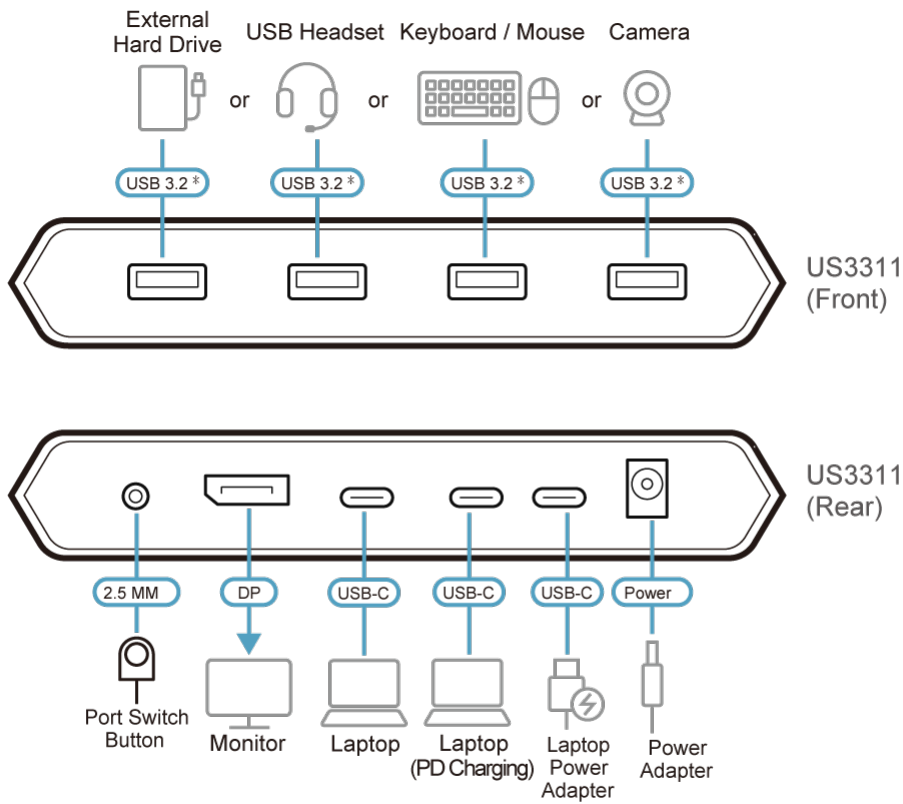 External
Hard Drive
USB Headset
Keyboard / Mouse
Camera
or
or
or
USB 3.2 *
USB 3.2 *
USB 3.2 *
USB 3.2 *
US3311
(Front)
US3311
(Rear)
2.5 MM
DP
USB-C
USB-C
USB-C
Power
Port Switch
Button
Monitor
Laptop
Laptop
(PD Charging)
Laptop
Power
Adapter
Power
Adapter